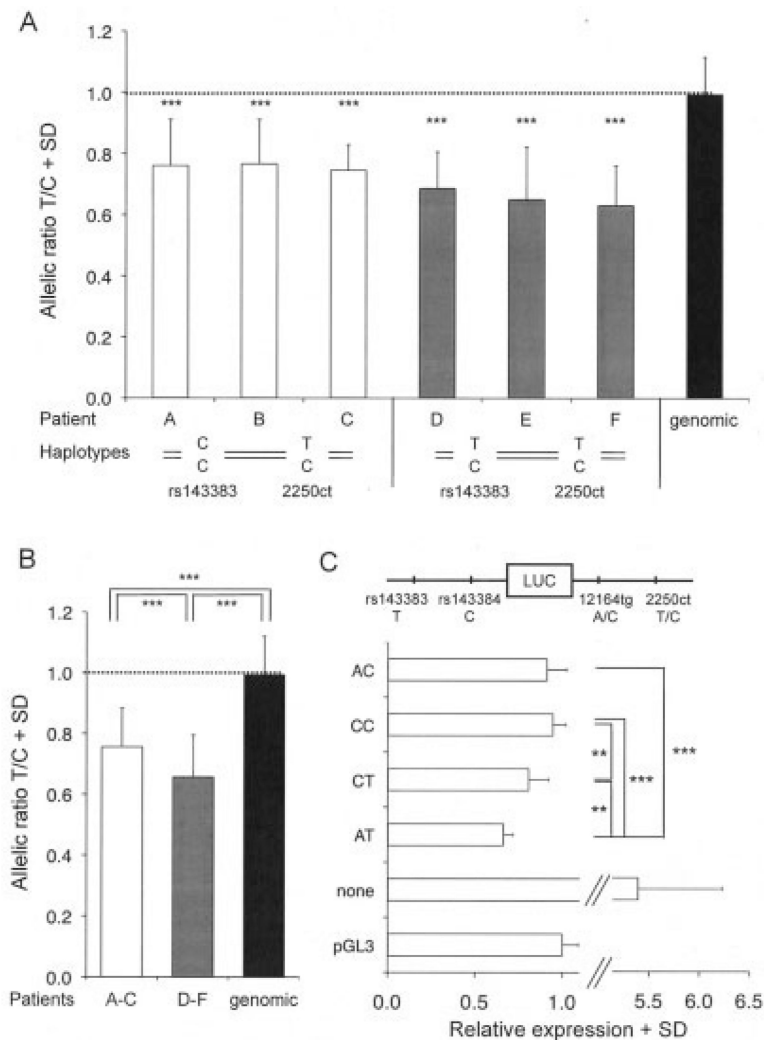 A
Allelic ratio T/C + SD
1.2
1.0
0.8
0.6
0.4
0.2
0.0
*** *** *** *** *** ***
Patient A B C D E F genomic
Haplotypes
C T T T
C C C C
rs143383 2250ct rs143383 2250ct
B
*** 
*** ***
Allelic ratio T/C + SD
1.2
1.0
0.8
0.6
0.4
0.2
0.0
Patients A-C D-F genomic
C
LUC
rs143383 rs143384 12164tg 2250ct
T C A/C T/C
AC
CC
CT
AT
none
pGL3
**
**
***
***
0.0 0.5 1.0 5.5 6.0 6.5
Relative expression + SD